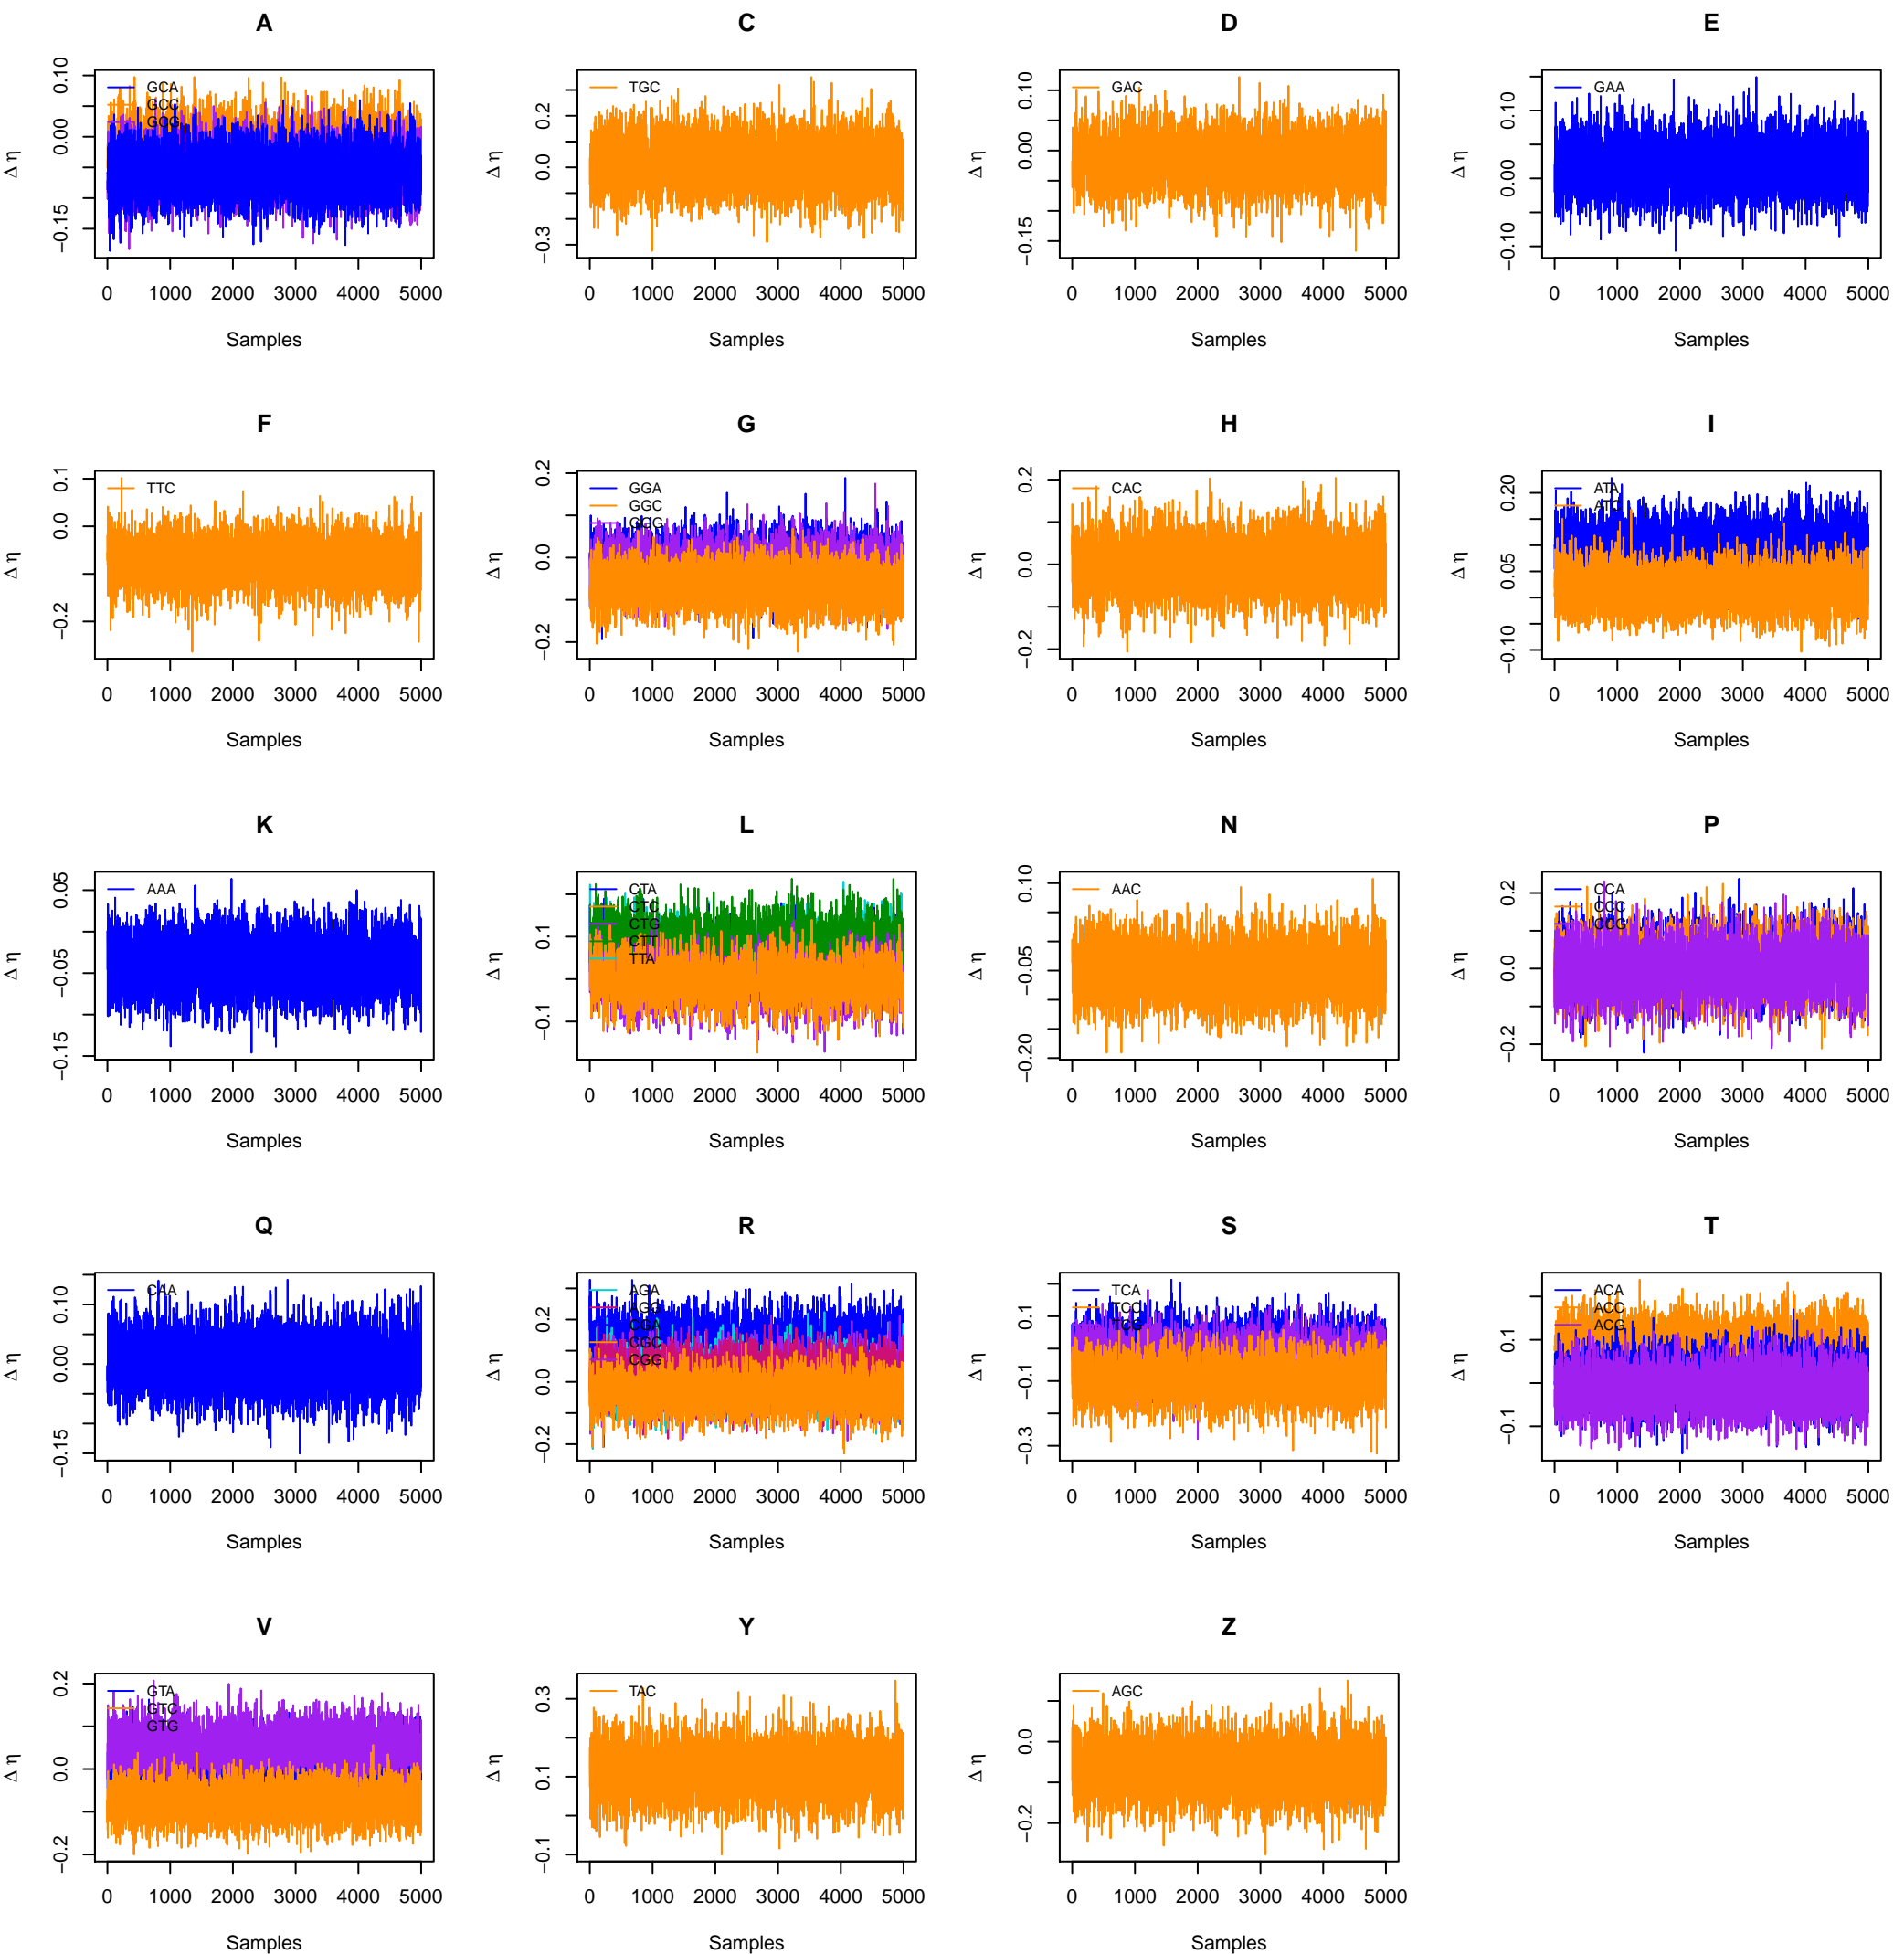 A
C
D
E
Δη
0.10
0.00
−0.15
GCA
GCC
GCG
0 1000 2000 3000 4000 5000
Samples
Δη
0.2
0.0
−0.3
TGC
0 1000 2000 3000 4000 5000
Samples
Δη
0.10
0.00
−0.15
GAC
0 1000 2000 3000 4000 5000
Samples
Δη
0.10
0.00
−0.10
GAA
0 1000 2000 3000 4000 5000
Samples
F
G
H
I
Δη
0.1
0.0
−0.2
TTC
0 1000 2000 3000 4000 5000
Samples
Δη
0.2
0.0
−0.2
GGA
GGC
GGG
0 1000 2000 3000 4000 5000
Samples
Δη
0.2
0.0
−0.2
CAC
0 1000 2000 3000 4000 5000
Samples
Δη
0.20
0.05
−0.10
ATA
ATC
0 1000 2000 3000 4000 5000
Samples
K
L
N
P
Δη
0.05
−0.05
−0.15
AAA
0 1000 2000 3000 4000 5000
Samples
Δη
0.1
−0.1
CTA
CTC
CTG
CTT
TTA
0 1000 2000 3000 4000 5000
Samples
Δη
0.10
−0.05
−0.20
AAC
0 1000 2000 3000 4000 5000
Samples
Δη
0.2
0.0
−0.2
CCA
CCC
CCG
0 1000 2000 3000 4000 5000
Samples
Q
R
S
T
Δη
0.10
0.00
−0.15
CAA
0 1000 2000 3000 4000 5000
Samples
Δη
0.2
0.0
−0.2
AGA
AGG
CGA
CGC
CGG
0 1000 2000 3000 4000 5000
Samples
Δη
0.1
−0.1
−0.3
TCA
TCC
TCG
0 1000 2000 3000 4000 5000
Samples
Δη
0.1
−0.1
ACA
ACC
ACG
0 1000 2000 3000 4000 5000
Samples
V
Y
Z
Δη
0.2
0.0
−0.2
GTA
GTC
GTG
0 1000 2000 3000 4000 5000
Samples
Δη
0.3
0.1
−0.1
TAC
0 1000 2000 3000 4000 5000
Samples
Δη
0.0
−0.2
AGC
0 1000 2000 3000 4000 5000
Samples